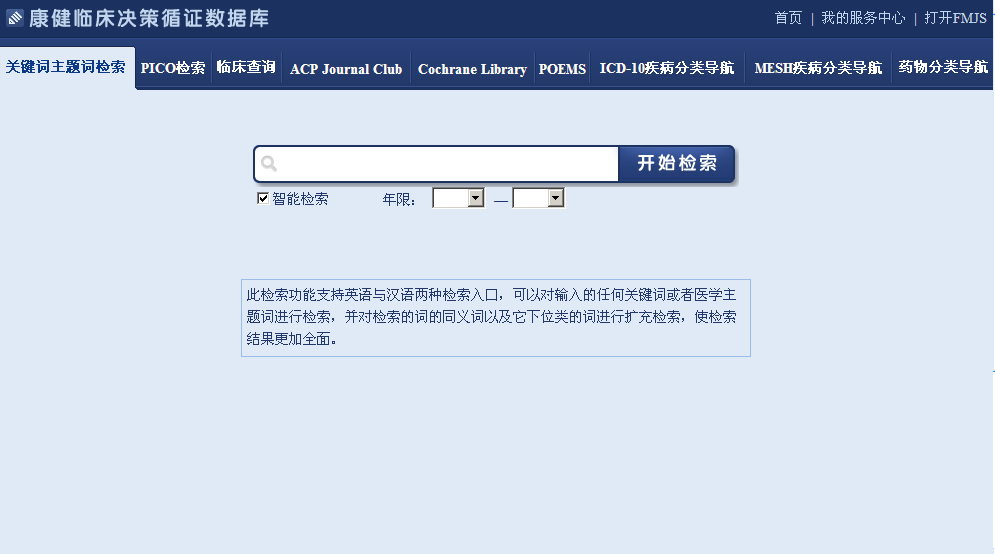 康健临床决策循证数据库
首页 | 我的服务中心 | 打开FMJS
关键词主题词检索 PICO检索 临床查询 ACP Journal Club Cochrane Library POEMS ICD-10疾病分类导航 MESH疾病分类导航 药物分类导航
开始检索
智能检索 年限： —
此检索功能支持英语与汉语两种检索入口，可以对输入的任何关键词或者医学主
题词进行检索，并对检索的词的同义词以及它下位类的词进行扩充检索，使检索
结果更加全面。